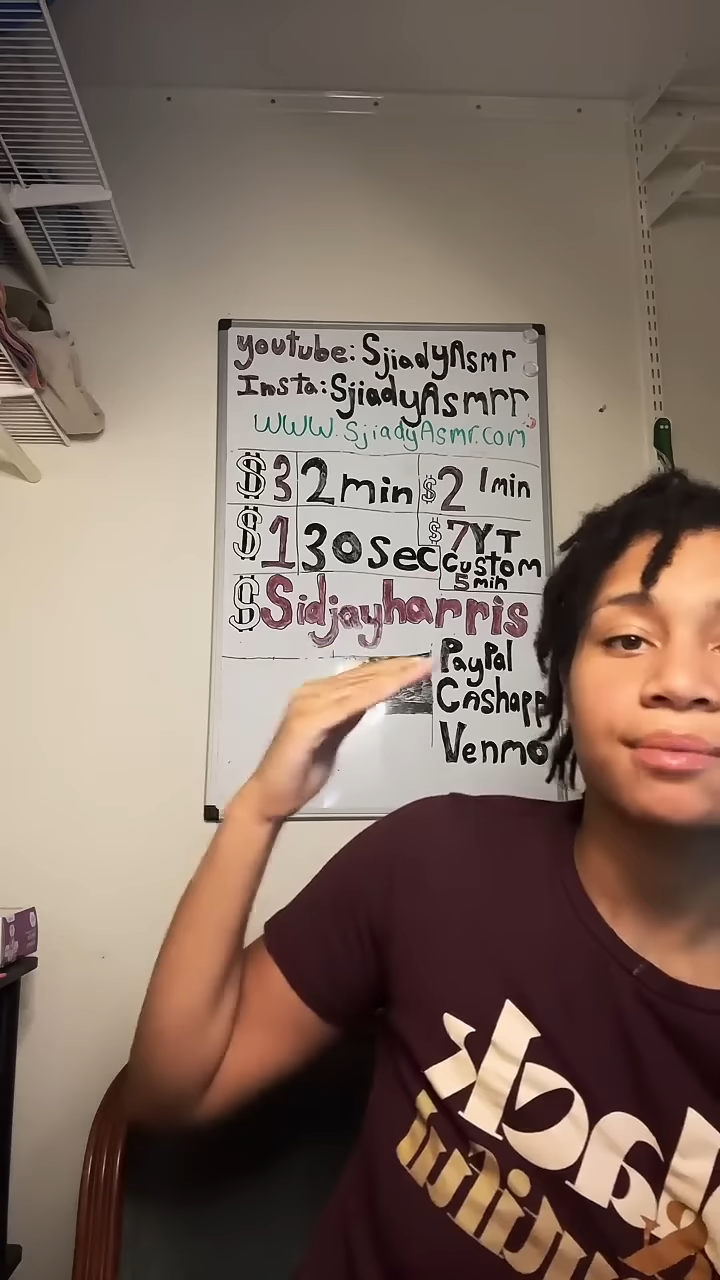 youtube: SjiadyAsmr
Insta: SjiadyAsmrr
www.SjiadyAsmr.com
$3 2min $2 1min
$1 30sec $7 YT
Custom
5min
$Sidjayharris
PayPal
Cashapp
Venmo